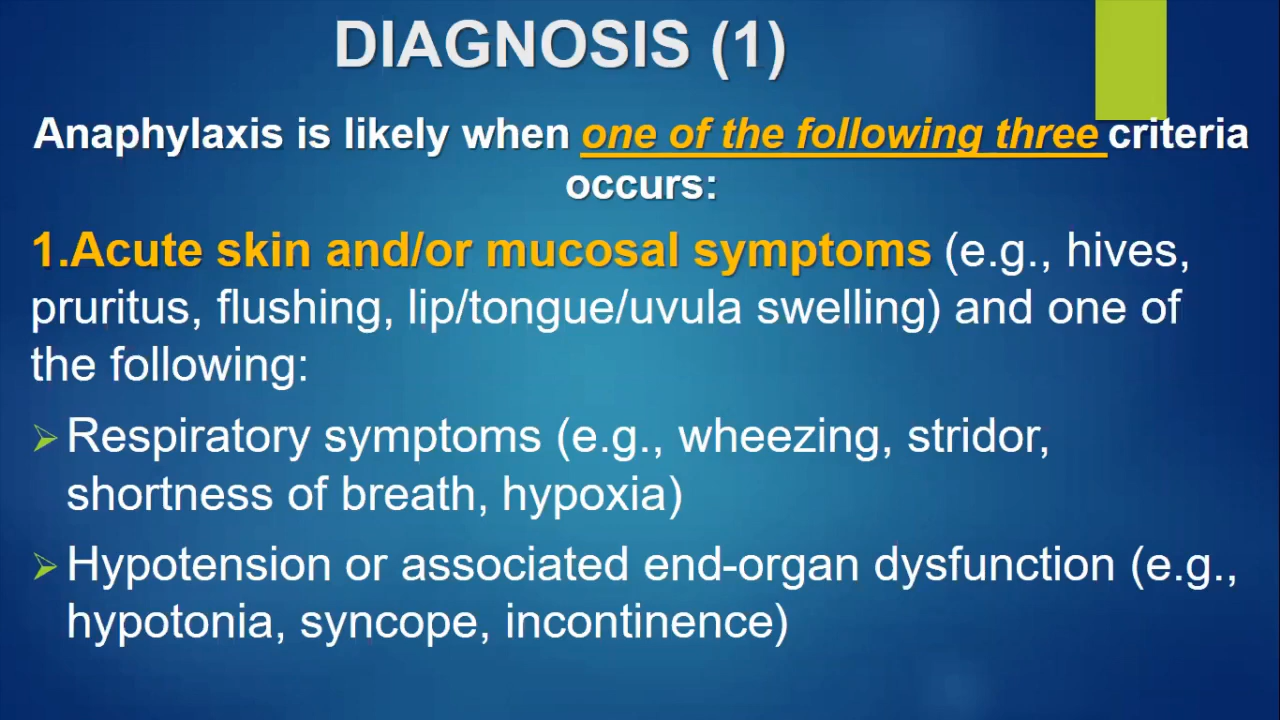 DIAGNOSIS (1)
Anaphylaxis is likely when one of the following three criteria
occurs:
1.Acute skin and/or mucosal symptoms (e.g., hives,
pruritus, flushing, lip/tongue/uvula swelling) and one of
the following:
➢ Respiratory symptoms (e.g., wheezing, stridor,
shortness of breath, hypoxia)
➢ Hypotension or associated end-organ dysfunction (e.g.,
hypotonia, syncope, incontinence)